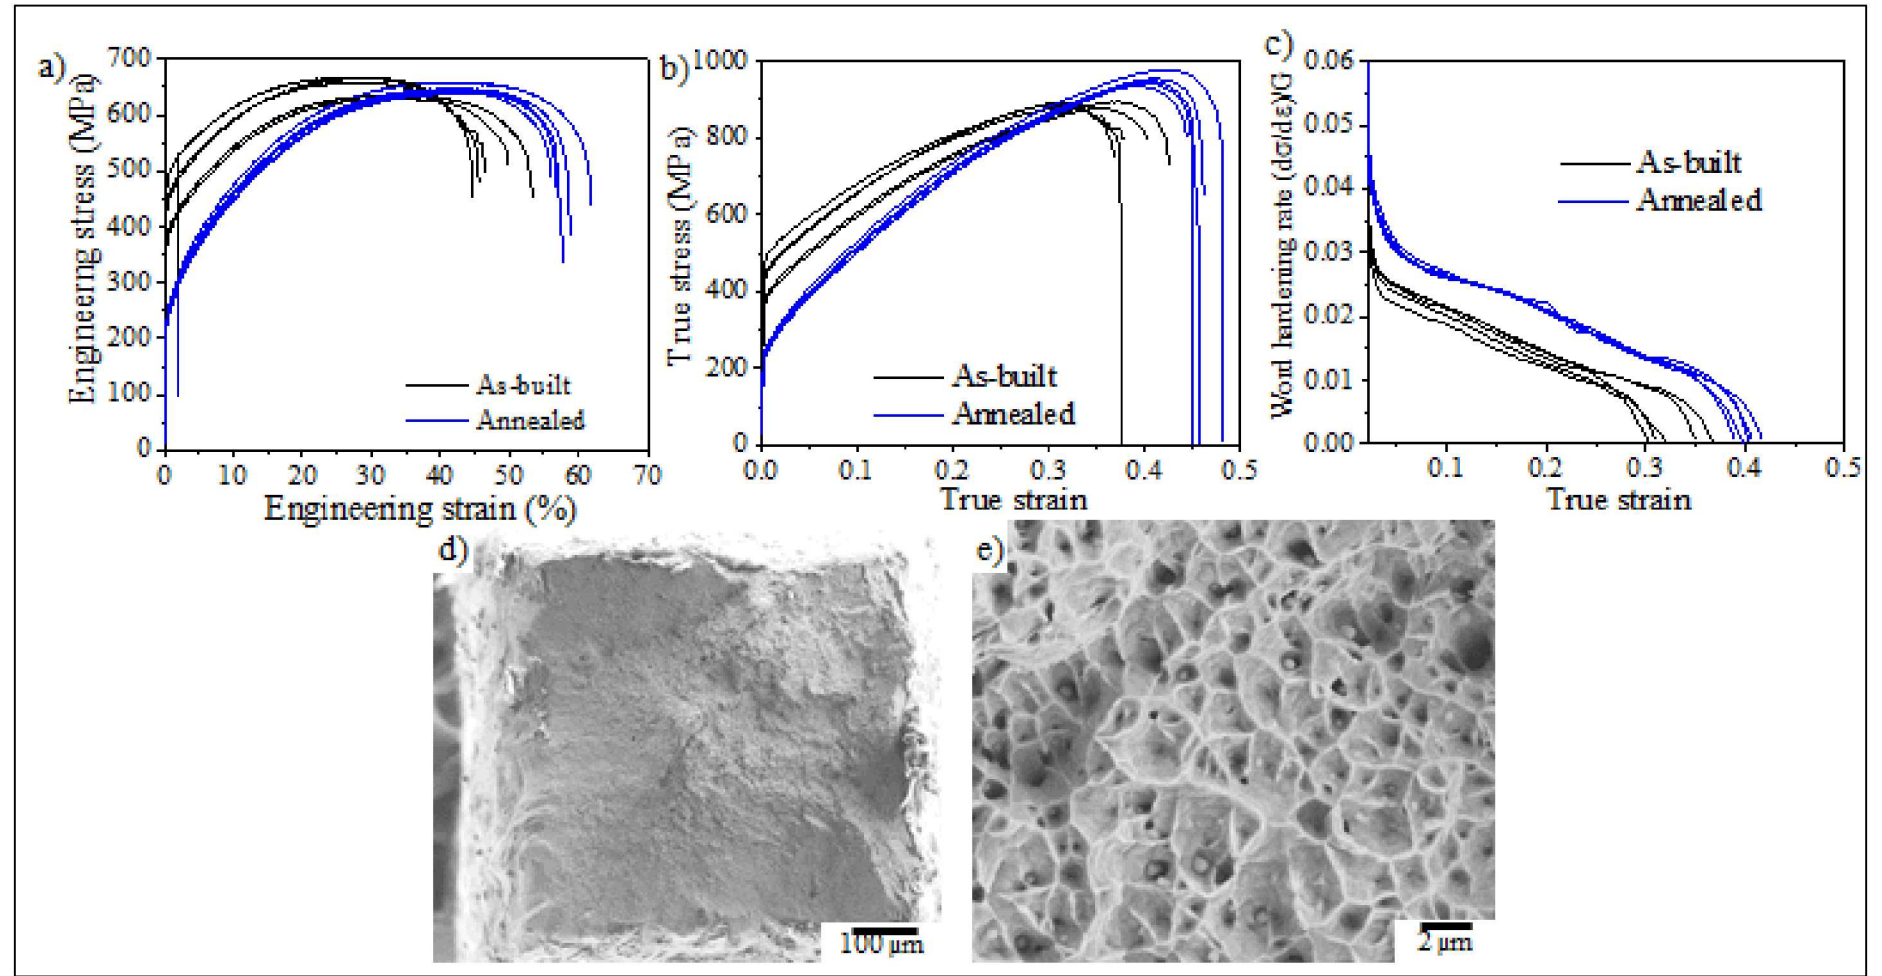 a)
Engineerng stress (MPa)
700
600
500
400
300
200
100
0
As-built
Annealed
0 10 20 30 40 50 60 70
Engineering strain (%)
b)
True stress (MPa)
1000
800
600
400
200
0
As-built
Annealed
0.0 0.1 0.2 0.3 0.4 0.5
True strain
c)
Word hardening rate (dσ/dε)/G
0.06
0.05
0.04
0.03
0.02
0.01
0.00
As-built
Annealed
0.1 0.2 0.3 0.4 0.5
True strain
d)
100 μm
e)
2 μm